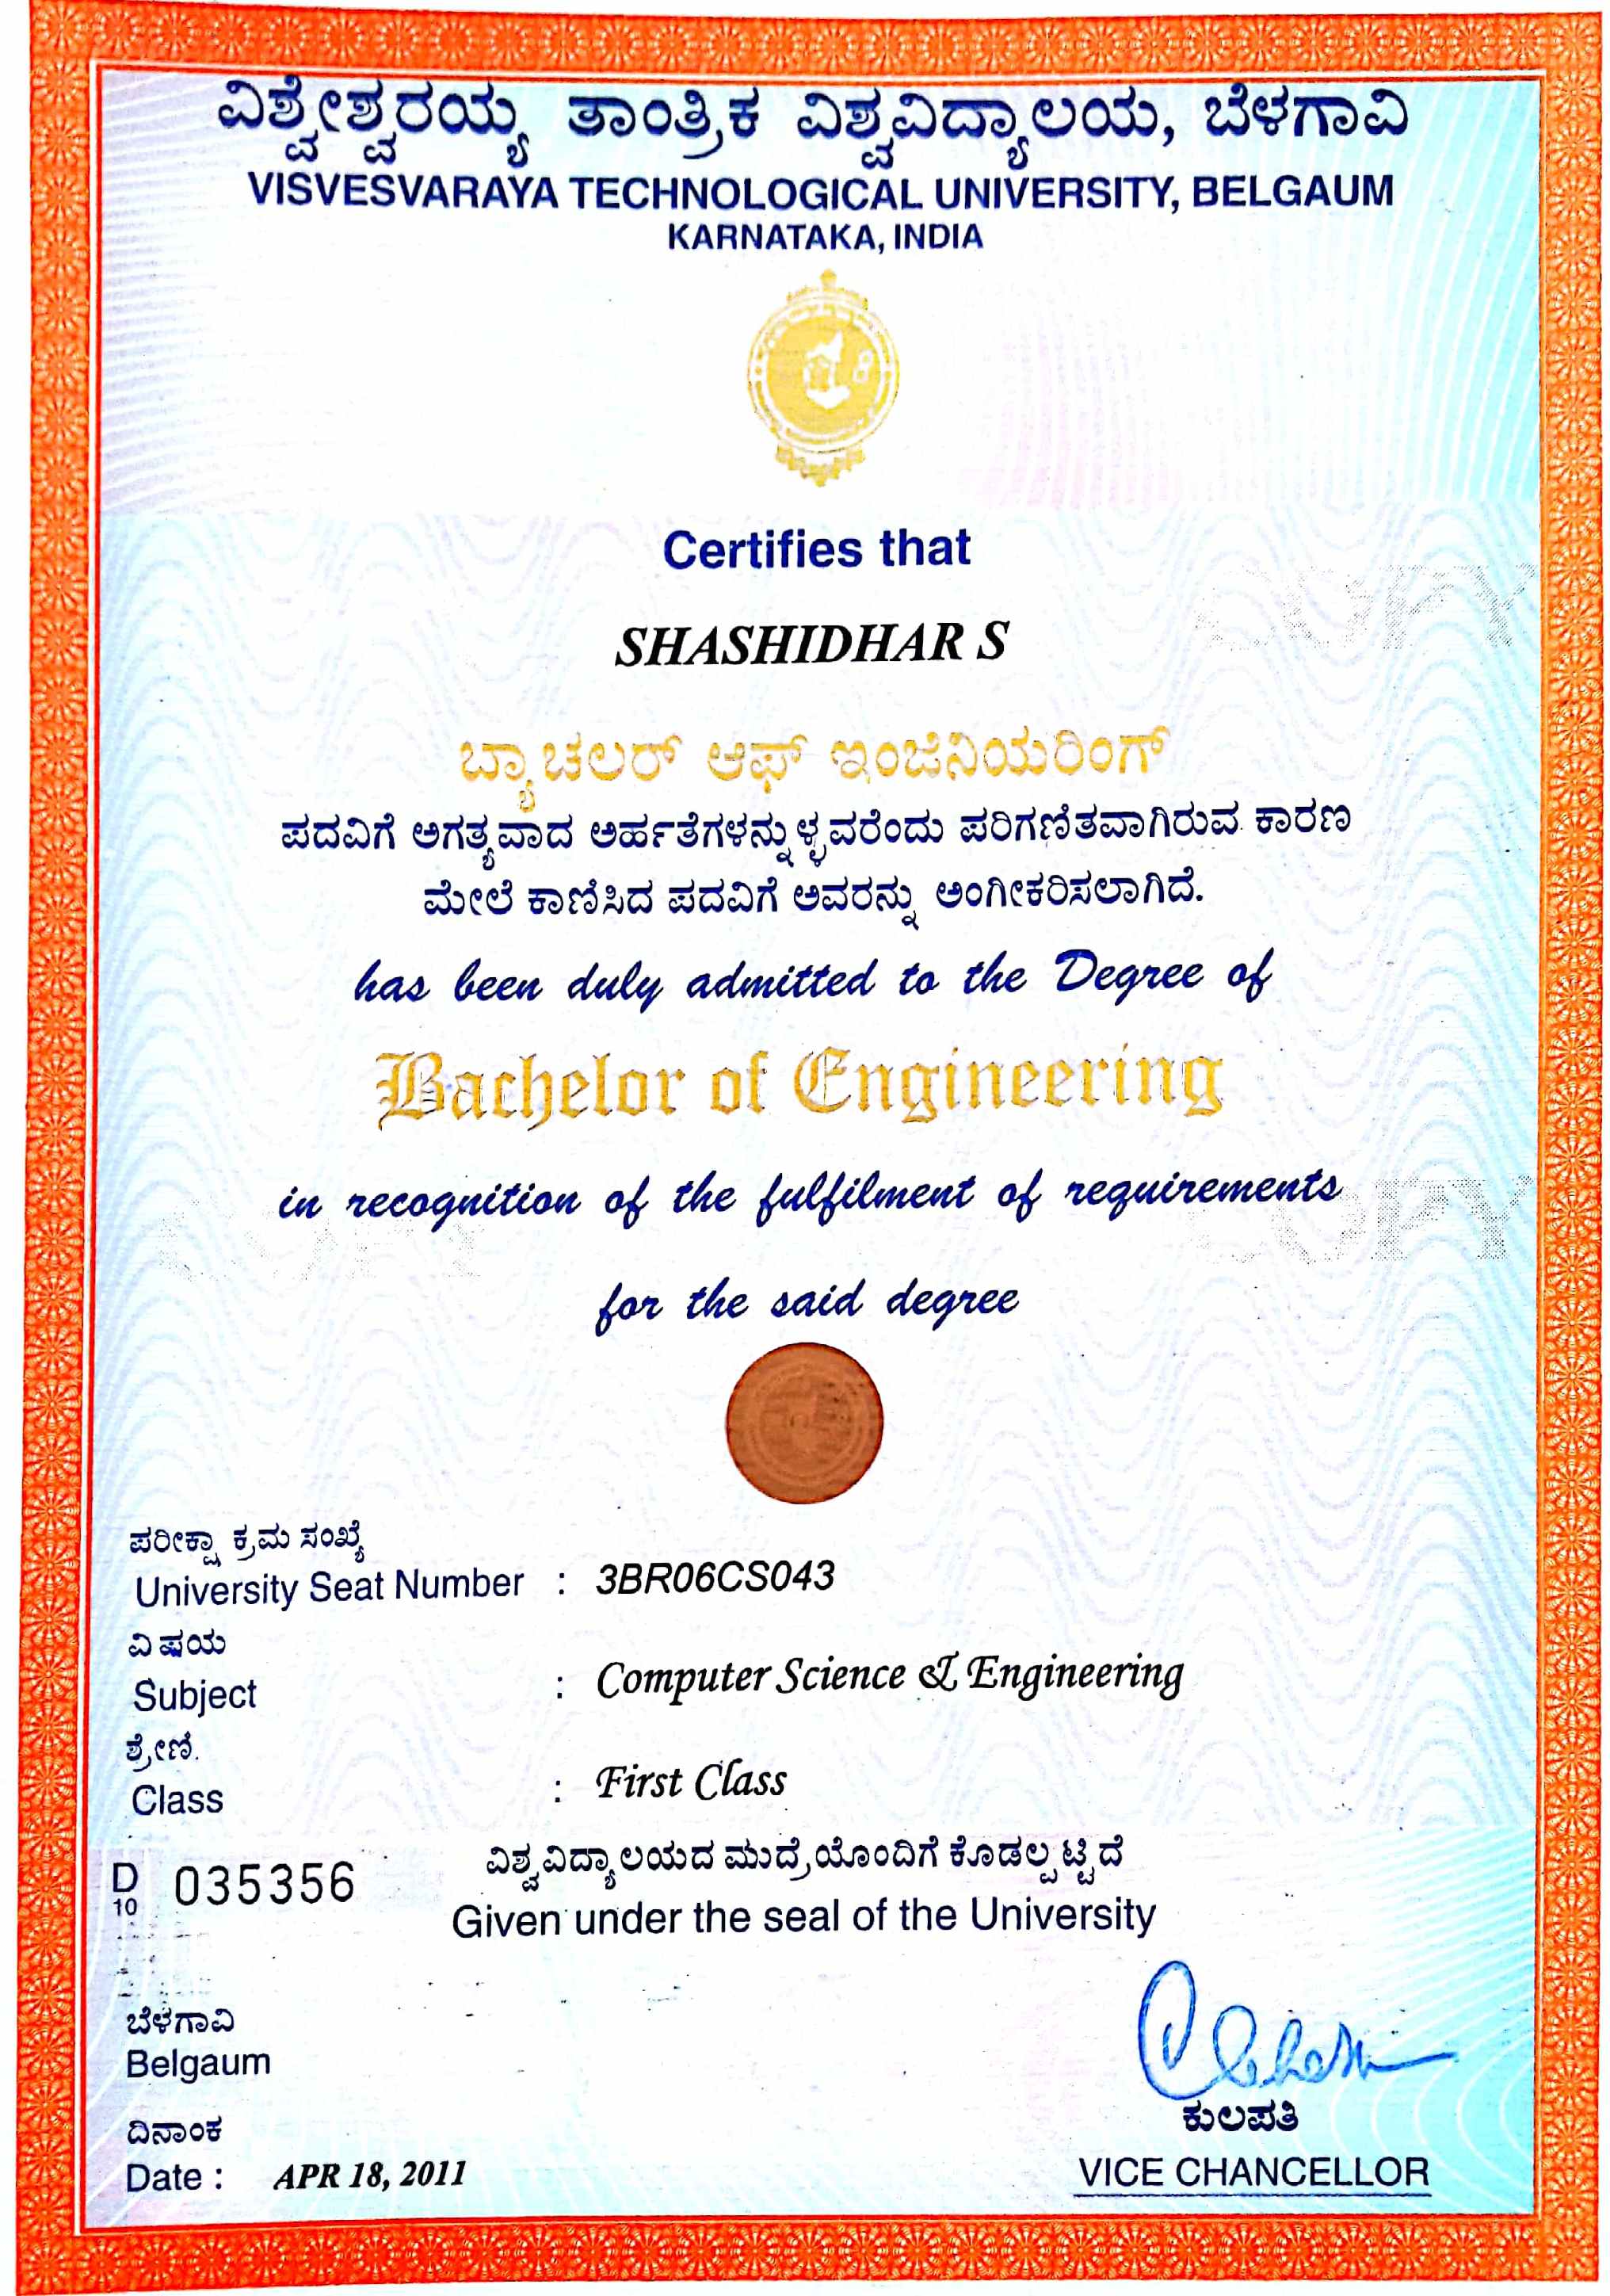 ವಿಶ್ವೇಶ್ವರಯ್ಯ ತಾಂತ್ರಿಕ ವಿಶ್ವವಿದ್ಯಾಲಯ, ಬೆಳಗಾವಿ
VISVESVARAYA TECHNOLOGICAL UNIVERSITY, BELGAUM
KARNATAKA, INDIA
Certifies that
SHASHIDHAR S
COPY
ಬ್ಯಾಚಲರ್ ಆಫ್ ಇಂಜಿನಿಯರಿಂಗ್
ಪದವಿಗೆ ಅಗತ್ಯವಾದ ಅರ್ಹತೆಗಳನ್ನುಳ್ಳವರೆಂದು ಪರಿಗಣಿತವಾಗಿರುವ ಕಾರಣ
ಮೇಲೆ ಕಾಣಿಸಿದ ಪದವಿಗೆ ಅವರನ್ನು ಅಂಗೀಕರಿಸಲಾಗಿದೆ.
has been duly admitted to the Degree of
Bachelor of Engineering
in recognition of the fulfilment of requirements
COPY COPY
for the said degree
ಪರೀಕ್ಷಾ ಕ್ರಮ ಸಂಖ್ಯೆ
University Seat Number : 3BR06CS043
ವಿಷಯ
Subject : Computer Science & Engineering
ಶ್ರೇಣಿ.
Class : First Class
ವಿಶ್ವವಿದ್ಯಾಲಯದ ಮುದ್ರೆಯೊಂದಿಗೆ ಕೊಡಲ್ಪಟ್ಟಿದೆ
D 10 035356
Given under the seal of the University
ಬೆಳಗಾವಿ
Belgaum
ಕುಲಪತಿ
VICE CHANCELLOR
ದಿನಾಂಕ
Date : APR 18, 2011